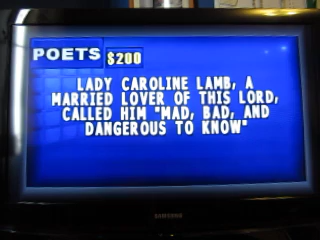 POETS $200
LADY CAROLINE LAMB, A
MARRIED LOVER OF THIS LORD,
CALLED HIM "MAD, BAD, AND
DANGEROUS TO KNOW"
SAMSUNG